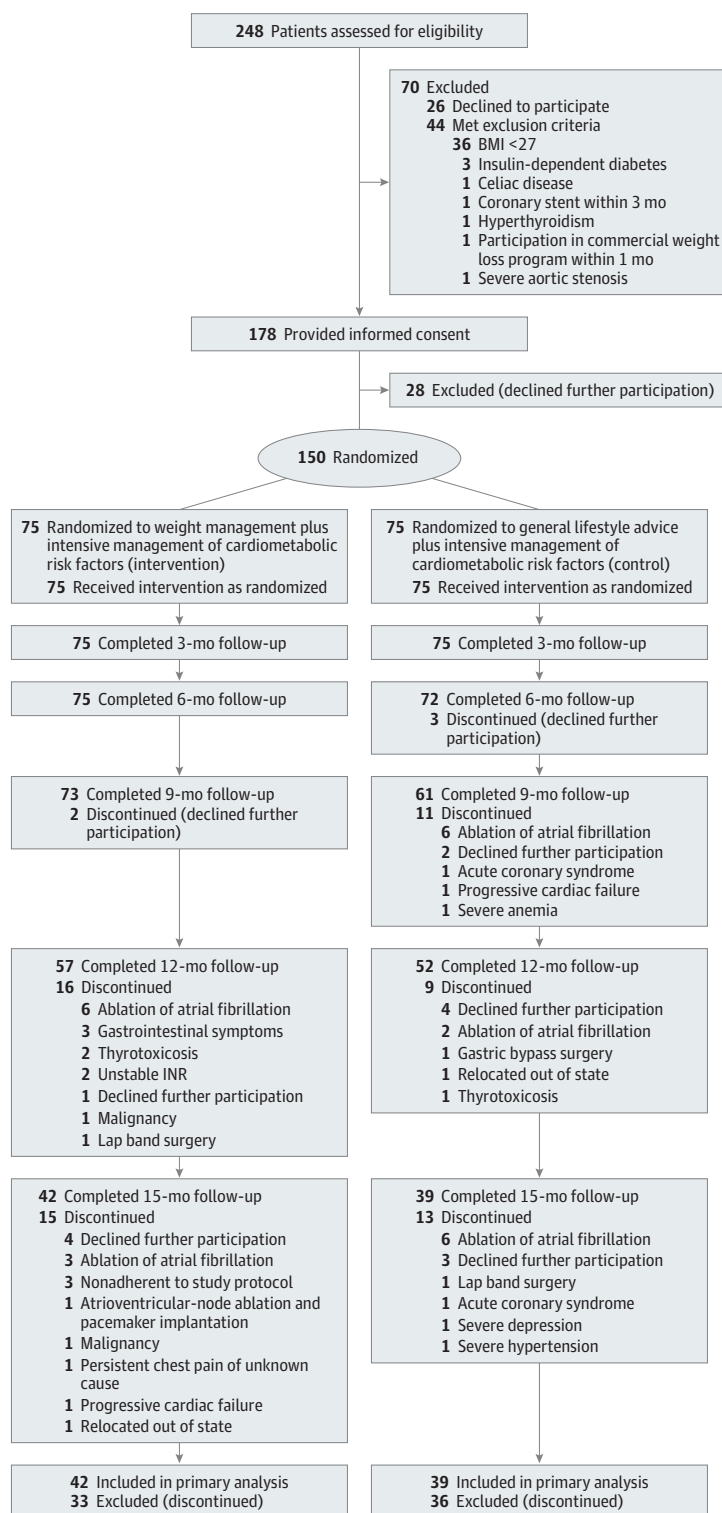 248 Patients assessed for eligibility
70 Excluded
26 Declined to participate
44 Met exclusion criteria
36 BMI <27
3 Insulin-dependent diabetes
1 Celiac disease
1 Coronary stent within 3 mo
1 Hyperthyroidism
1 Participation in commercial weight
loss program within 1 mo
1 Severe aortic stenosis
178 Provided informed consent
28 Excluded (declined further participation)
150 Randomized
75 Randomized to weight management plus
intensive management of cardiometabolic
risk factors (intervention)
75 Received intervention as randomized
75 Randomized to general lifestyle advice
plus intensive management of
cardiometabolic risk factors (control)
75 Received intervention as randomized
75 Completed 3-mo follow-up
75 Completed 3-mo follow-up
75 Completed 6-mo follow-up
72 Completed 6-mo follow-up
3 Discontinued (declined further
participation)
73 Completed 9-mo follow-up
2 Discontinued (declined further
participation)
61 Completed 9-mo follow-up
11 Discontinued
6 Ablation of atrial fibrillation
2 Declined further participation
1 Acute coronary syndrome
1 Progressive cardiac failure
1 Severe anemia
57 Completed 12-mo follow-up
16 Discontinued
6 Ablation of atrial fibrillation
3 Gastrointestinal symptoms
2 Thyrotoxicosis
2 Unstable INR
1 Declined further participation
1 Malignancy
1 Lap band surgery
52 Completed 12-mo follow-up
9 Discontinued
4 Declined further participation
2 Ablation of atrial fibrillation
1 Gastric bypass surgery
1 Relocated out of state
1 Thyrotoxicosis
42 Completed 15-mo follow-up
15 Discontinued
4 Declined further participation
3 Ablation of atrial fibrillation
3 Nonadherent to study protocol
1 Atrioventricular-node ablation and
pacemaker implantation
1 Malignancy
1 Persistent chest pain of unknown
cause
1 Progressive cardiac failure
1 Relocated out of state
39 Completed 15-mo follow-up
13 Discontinued
6 Ablation of atrial fibrillation
3 Declined further participation
1 Lap band surgery
1 Acute coronary syndrome
1 Severe depression
1 Severe hypertension
42 Included in primary analysis
33 Excluded (discontinued)
39 Included in primary analysis
36 Excluded (discontinued)